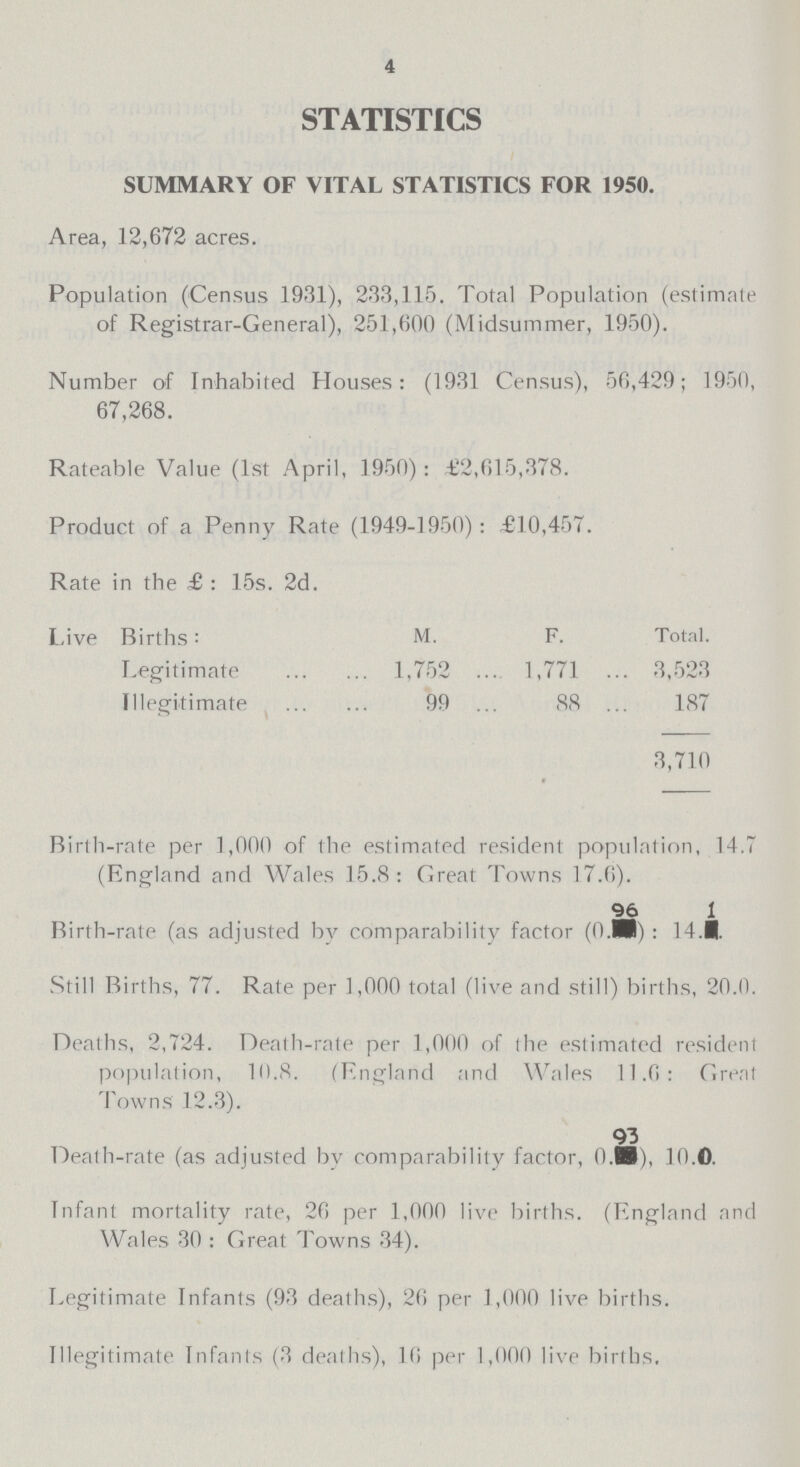 4
STATISTICS
SUMMARY OF VITAL STATISTICS FOR 1950.
Area, 12,672 acres.
Population (Census 1931), 233,115. Total Population (estimate
of Registrar-General), 251,600 (Midsummer, 1950).
Number of Inhabited Houses: (1931 Census), 56,429; 1950,
67,268.
Rateable Value (1st April, 1950): £2,615,378.
Product of a Penny Rate (1949-1950): £10,457.
Rate in the £: 15s. 2d.
Live Births: M. F. Total.
Legitimate ... ... 1,752 ... 1,771 ... 3,523
Illegitimate ... ... 99 ... 88 ... 187
3,710
Birth-rate per 1,000 of the estimated resident population, 14.7
(England and Wales 15.8: Great Towns 17.6).
96 1
Birth-rate (as adjusted by comparability factor (0.): 14..
Still Births, 77. Rate per 1,000 total (live and still) births, 20.0.
Deaths, 2,724. Death-rate per 1,000 of the estimated resident
population, 10.8. (England and Wales 11.6: Great
Towns 12.3).
93
Death-rate (as adjusted by comparability factor, 0.), 10.0.
Infant mortality rate, 26 per 1,000 live births. (England and
Wales 30: Great Towns 34).
Legitimate Infants (93 deaths), 26 per 1,000 live births.
Illegitimate Infants (3 deaths), 16 per 1,000 live births.